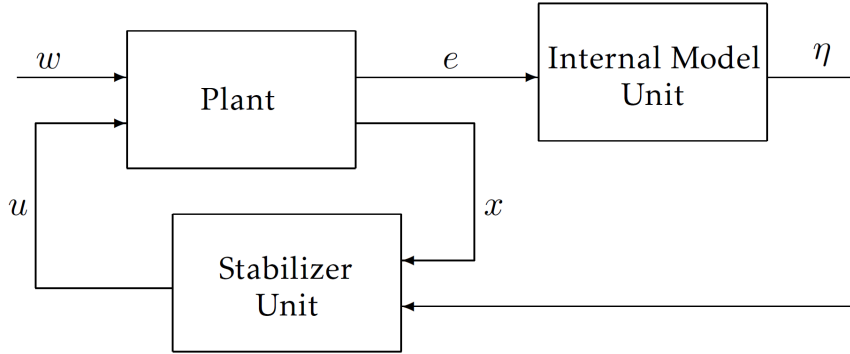 w
e
Internal Model
Unit
η
Plant
u
x
Stabilizer
Unit